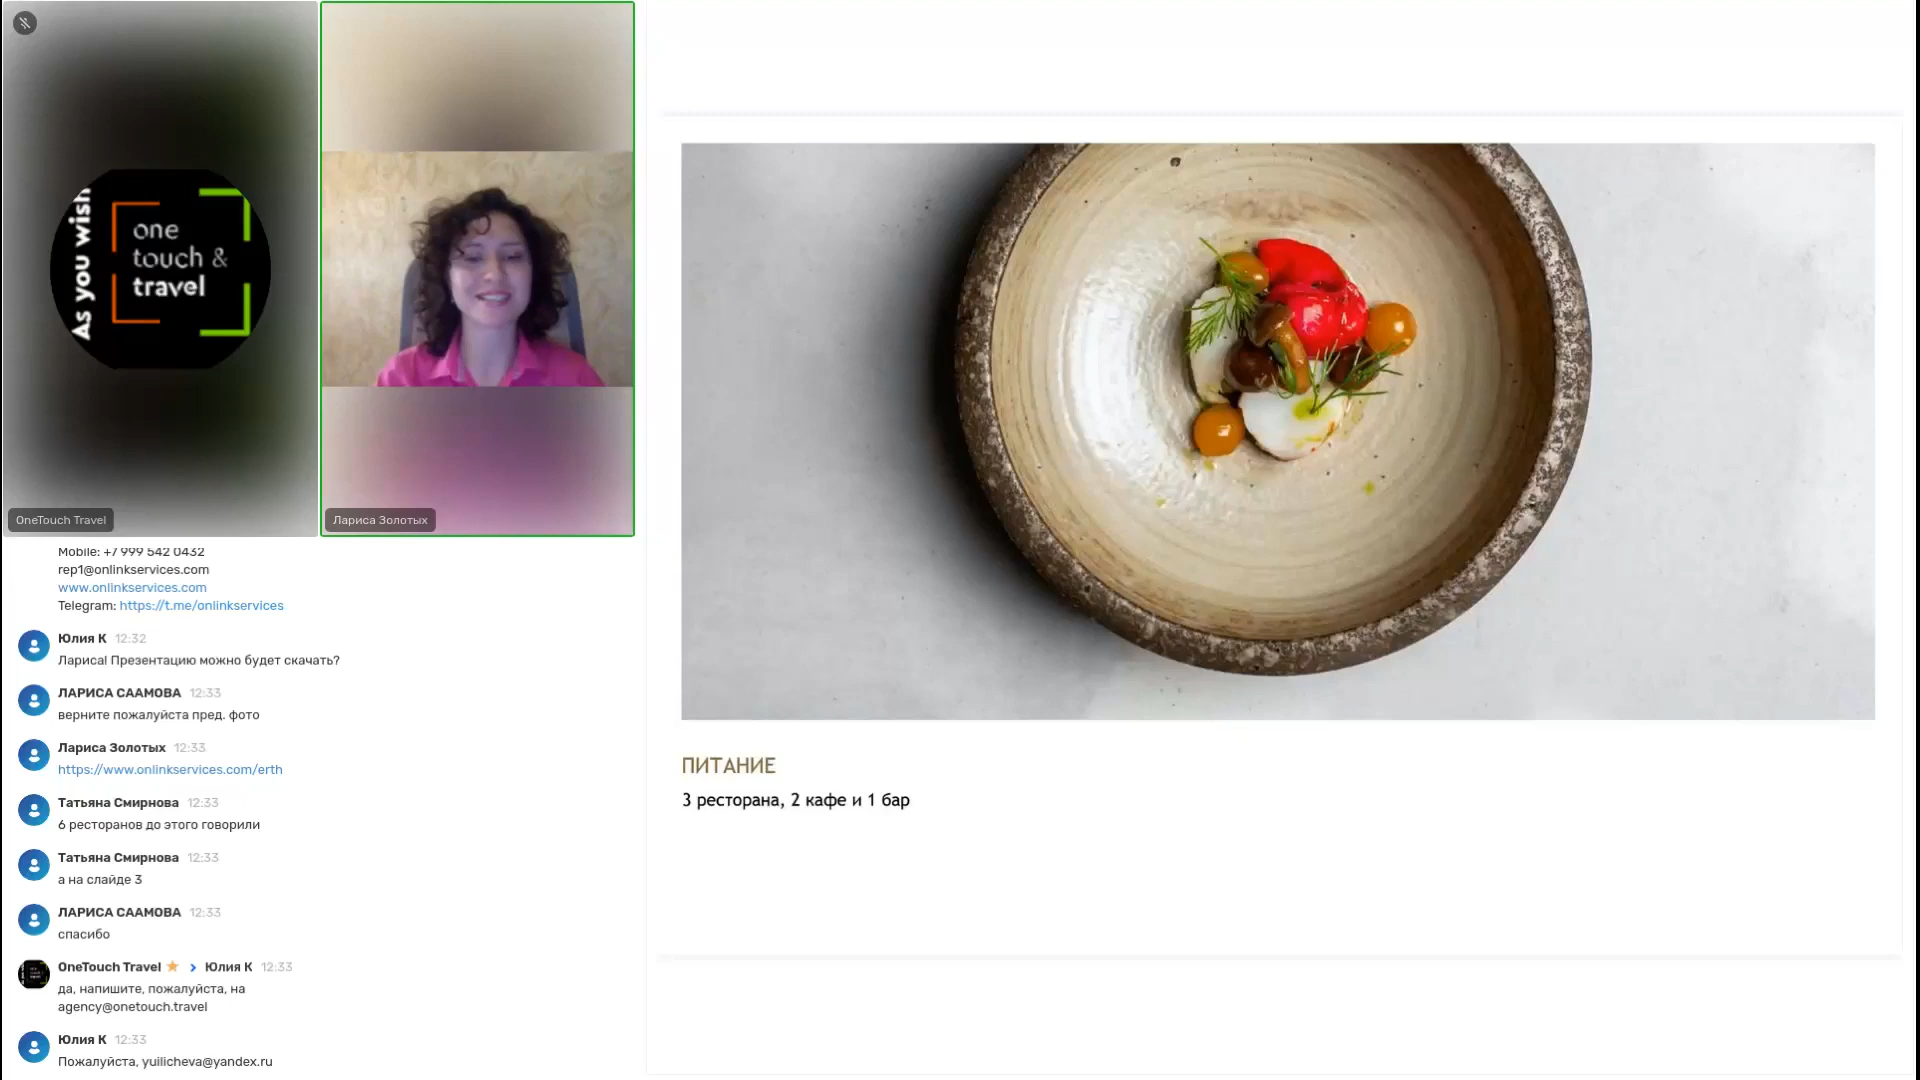 As you wish
one
touch &
travel
OneTouch Travel
Лариса Золотых
Mobile: +7 999 542 0432
rep1@onlinkservices.com
www.onlinkservices.com
Telegram: https://t.me/onlinkservices
Юлия К 12:32
Лариса! Презентацию можно будет скачать?
ЛАРИСА СААМОВА 12:33
верните пожалуйста пред. фото
Лариса Золотых 12:33
https://www.onlinkservices.com/erth
Татьяна Смирнова 12:33
6 ресторанов до этого говорили
Татьяна Смирнова 12:33
а на слайде 3
ЛАРИСА СААМОВА 12:33
спасибо
OneTouch Travel Юлия К 12:33
да, напишите, пожалуйста, на
agency@onetouch.travel
Юлия К 12:33
Пожалуйста, yuilicheva@yandex.ru
ПИТАНИЕ
3 ресторана, 2 кафе и 1 бар